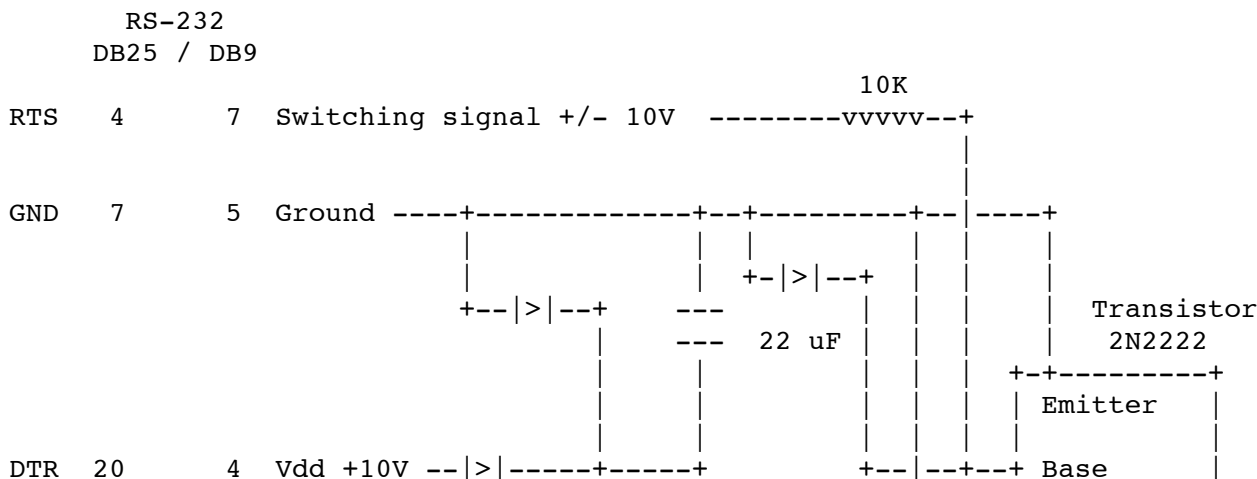 RS-232
      DB25 / DB9
                                                   10K
RTS    4      7  Switching signal +/- 10V  --------vvvvv--+
                                                          |
                                                          |
GND    7      5  Ground ----+-------------+--+---------+--|----+
                            |             |  |         |  |    |
                            |             |  +-|>|--+  |  |    |
                            +--|>|--+    ---        |  |  |    |  Transistor
                                    |    ---  22 uF |  |  |    |   2N2222
                                    |     |         |  |  |  +-+---------+
                                    |     |         |  |  |  | Emitter   |
                                    |     |         |  |  |  |           |
DTR   20      4  Vdd +10V --|>|-----+-----+         +--|--+--+ Base      |